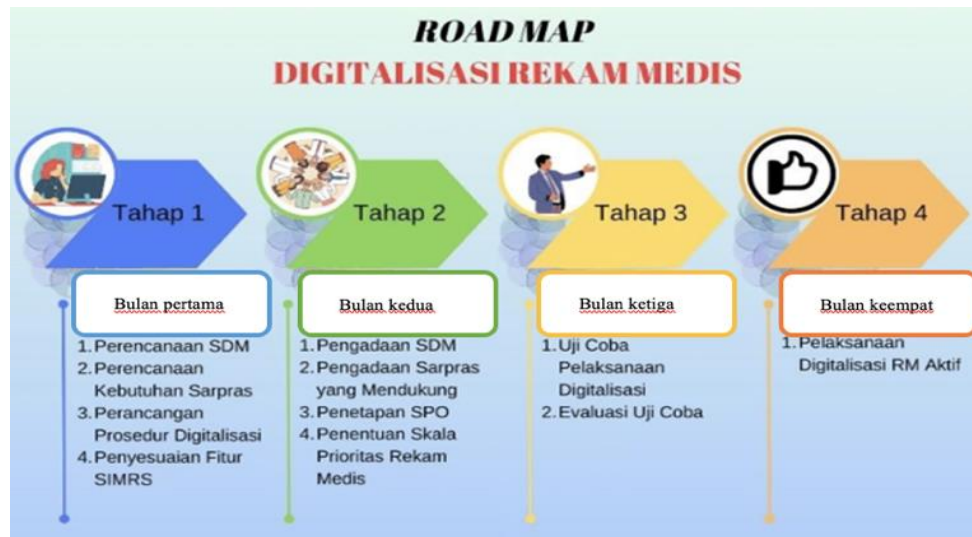 ROAD MAP
DIGITALISASI REKAM MEDIS
Tahap 1
Bulan pertama
1. Perencanaan SDM
2. Perencanaan
Kebutuhan Sarpras
3. Perancangan
Prosedur Digitalisasi
4. Penyesuaian Fitur
SIMRS
Tahap 2
Bulan kedua
1. Pengadaan SDM
2. Pengadaan Sarpras
yang Mendukung
3. Penetapan SPO
4. Penentuan Skala
Prioritas Rekam
Medis
Tahap 3
Bulan ketiga
1. Uji Coba
Pelaksanaan
Digitalisasi
2. Evaluasi Uji Coba
Tahap 4
Bulan keempat
1. Pelaksanaan
Digitalisasi RM Aktif